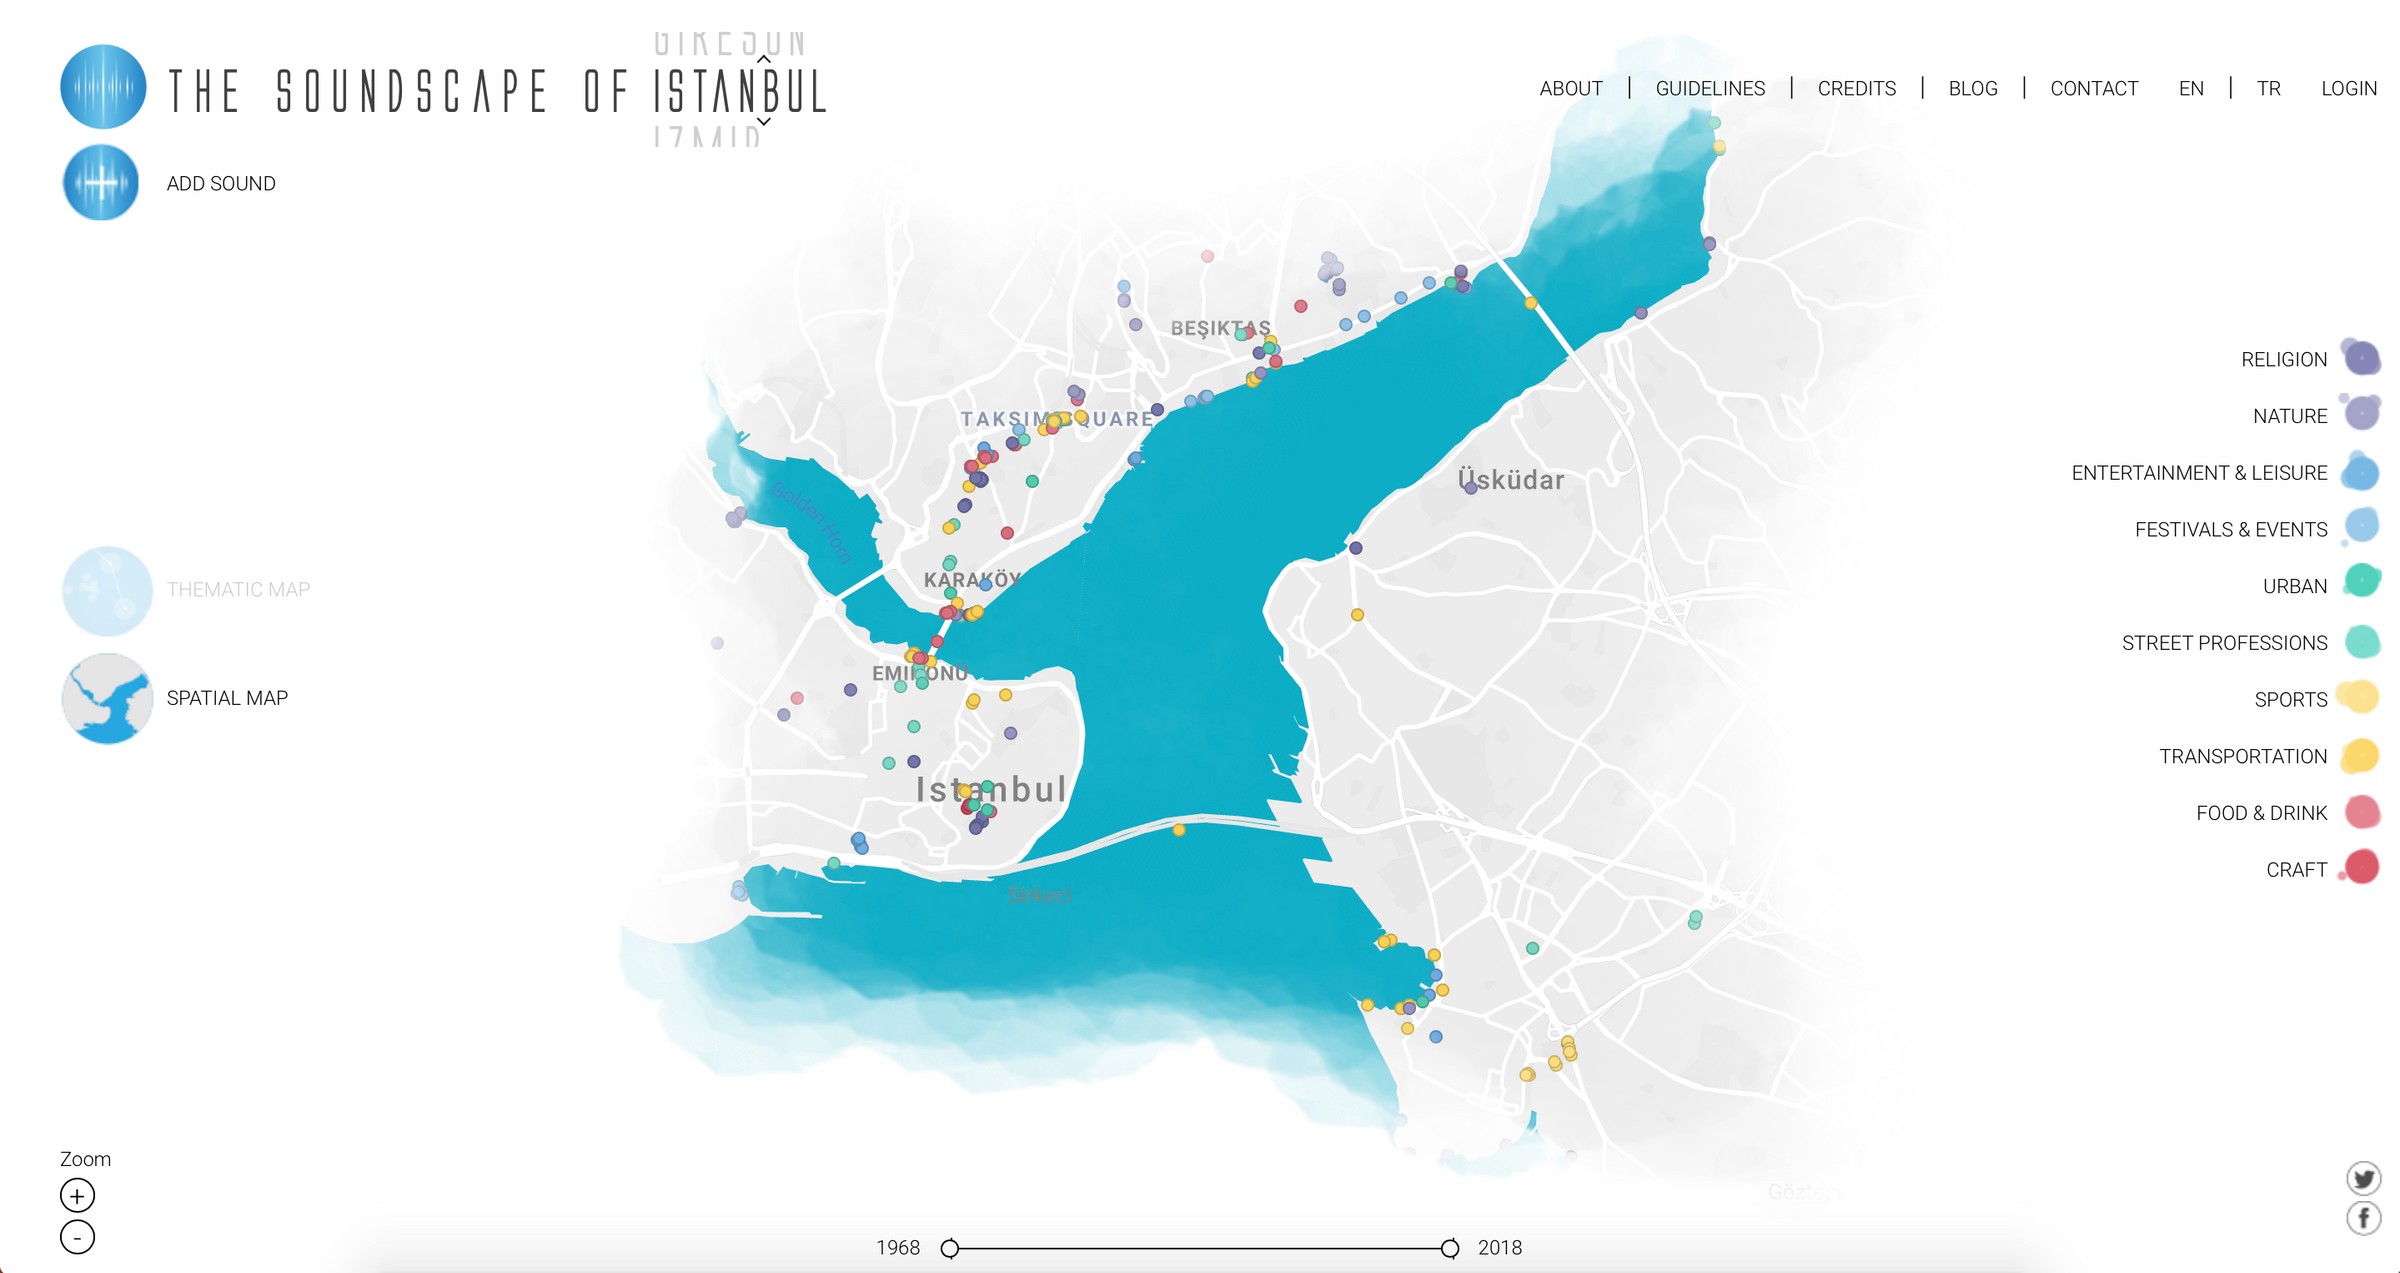 GIRESUN
THE SOUNDSCAPE OF ISTANBUL
IZMIR
ABOUT | GUIDELINES | CREDITS | BLOG | CONTACT EN | TR LOGIN
ADD SOUND
BEŞIKTAŞ
TAKSIM SQUARE
Golden Horn
Üsküdar
KARAKÖY
EMINÖNÜ
Istanbul
Sirkeci
Göztepe
THEMATIC MAP
SPATIAL MAP
RELIGION
NATURE
ENTERTAINMENT & LEISURE
FESTIVALS & EVENTS
URBAN
STREET PROFESSIONS
SPORTS
TRANSPORTATION
FOOD & DRINK
CRAFT
Zoom
+
-
1968
2018